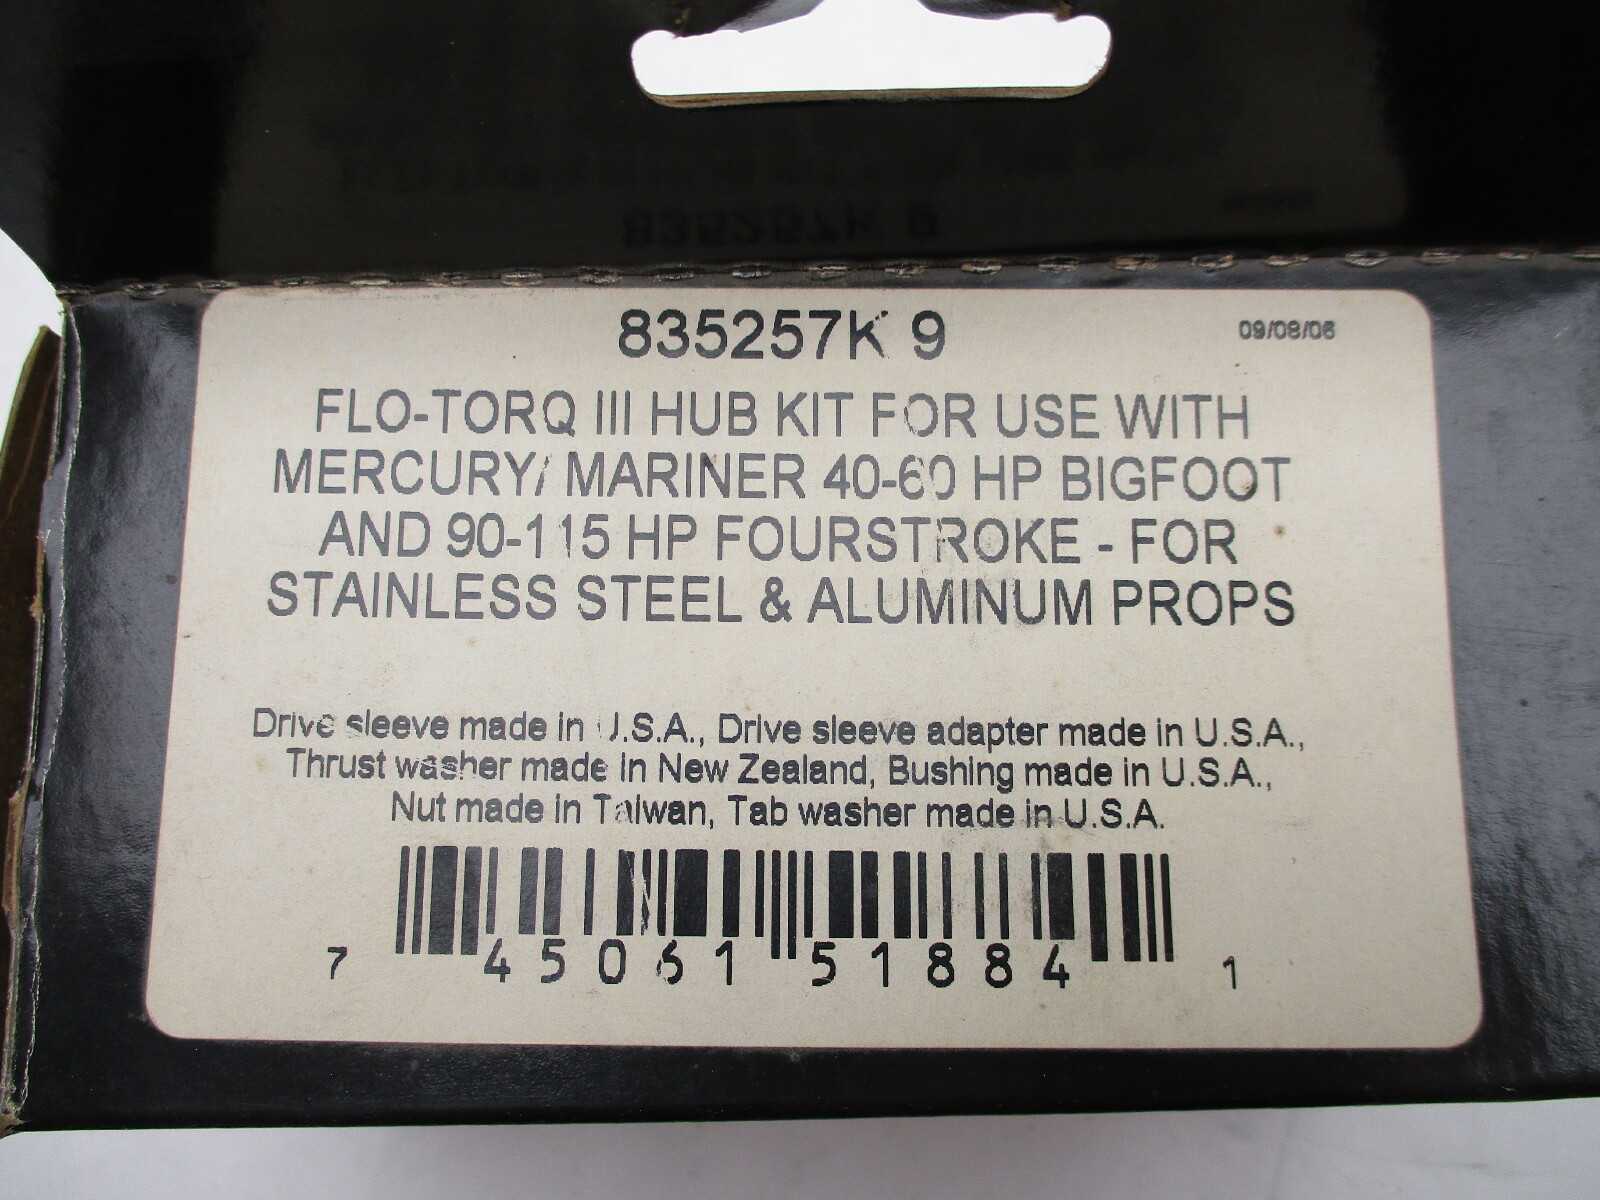 835257K 9
09/08/06
FLO-TORQ III HUB KIT FOR USE WITH
MERCURY/ MARINER 40-60 HP BIGFOOT
AND 90-115 HP FOURSTROKE - FOR
STAINLESS STEEL & ALUMINUM PROPS
Drive sleeve made in U.S.A., Drive sleeve adapter made in U.S.A.,
Thrust washer made in New Zealand, Bushing made in U.S.A.,
Nut made in Taiwan, Tab washer made in U.S.A.
7 45061 51884 1